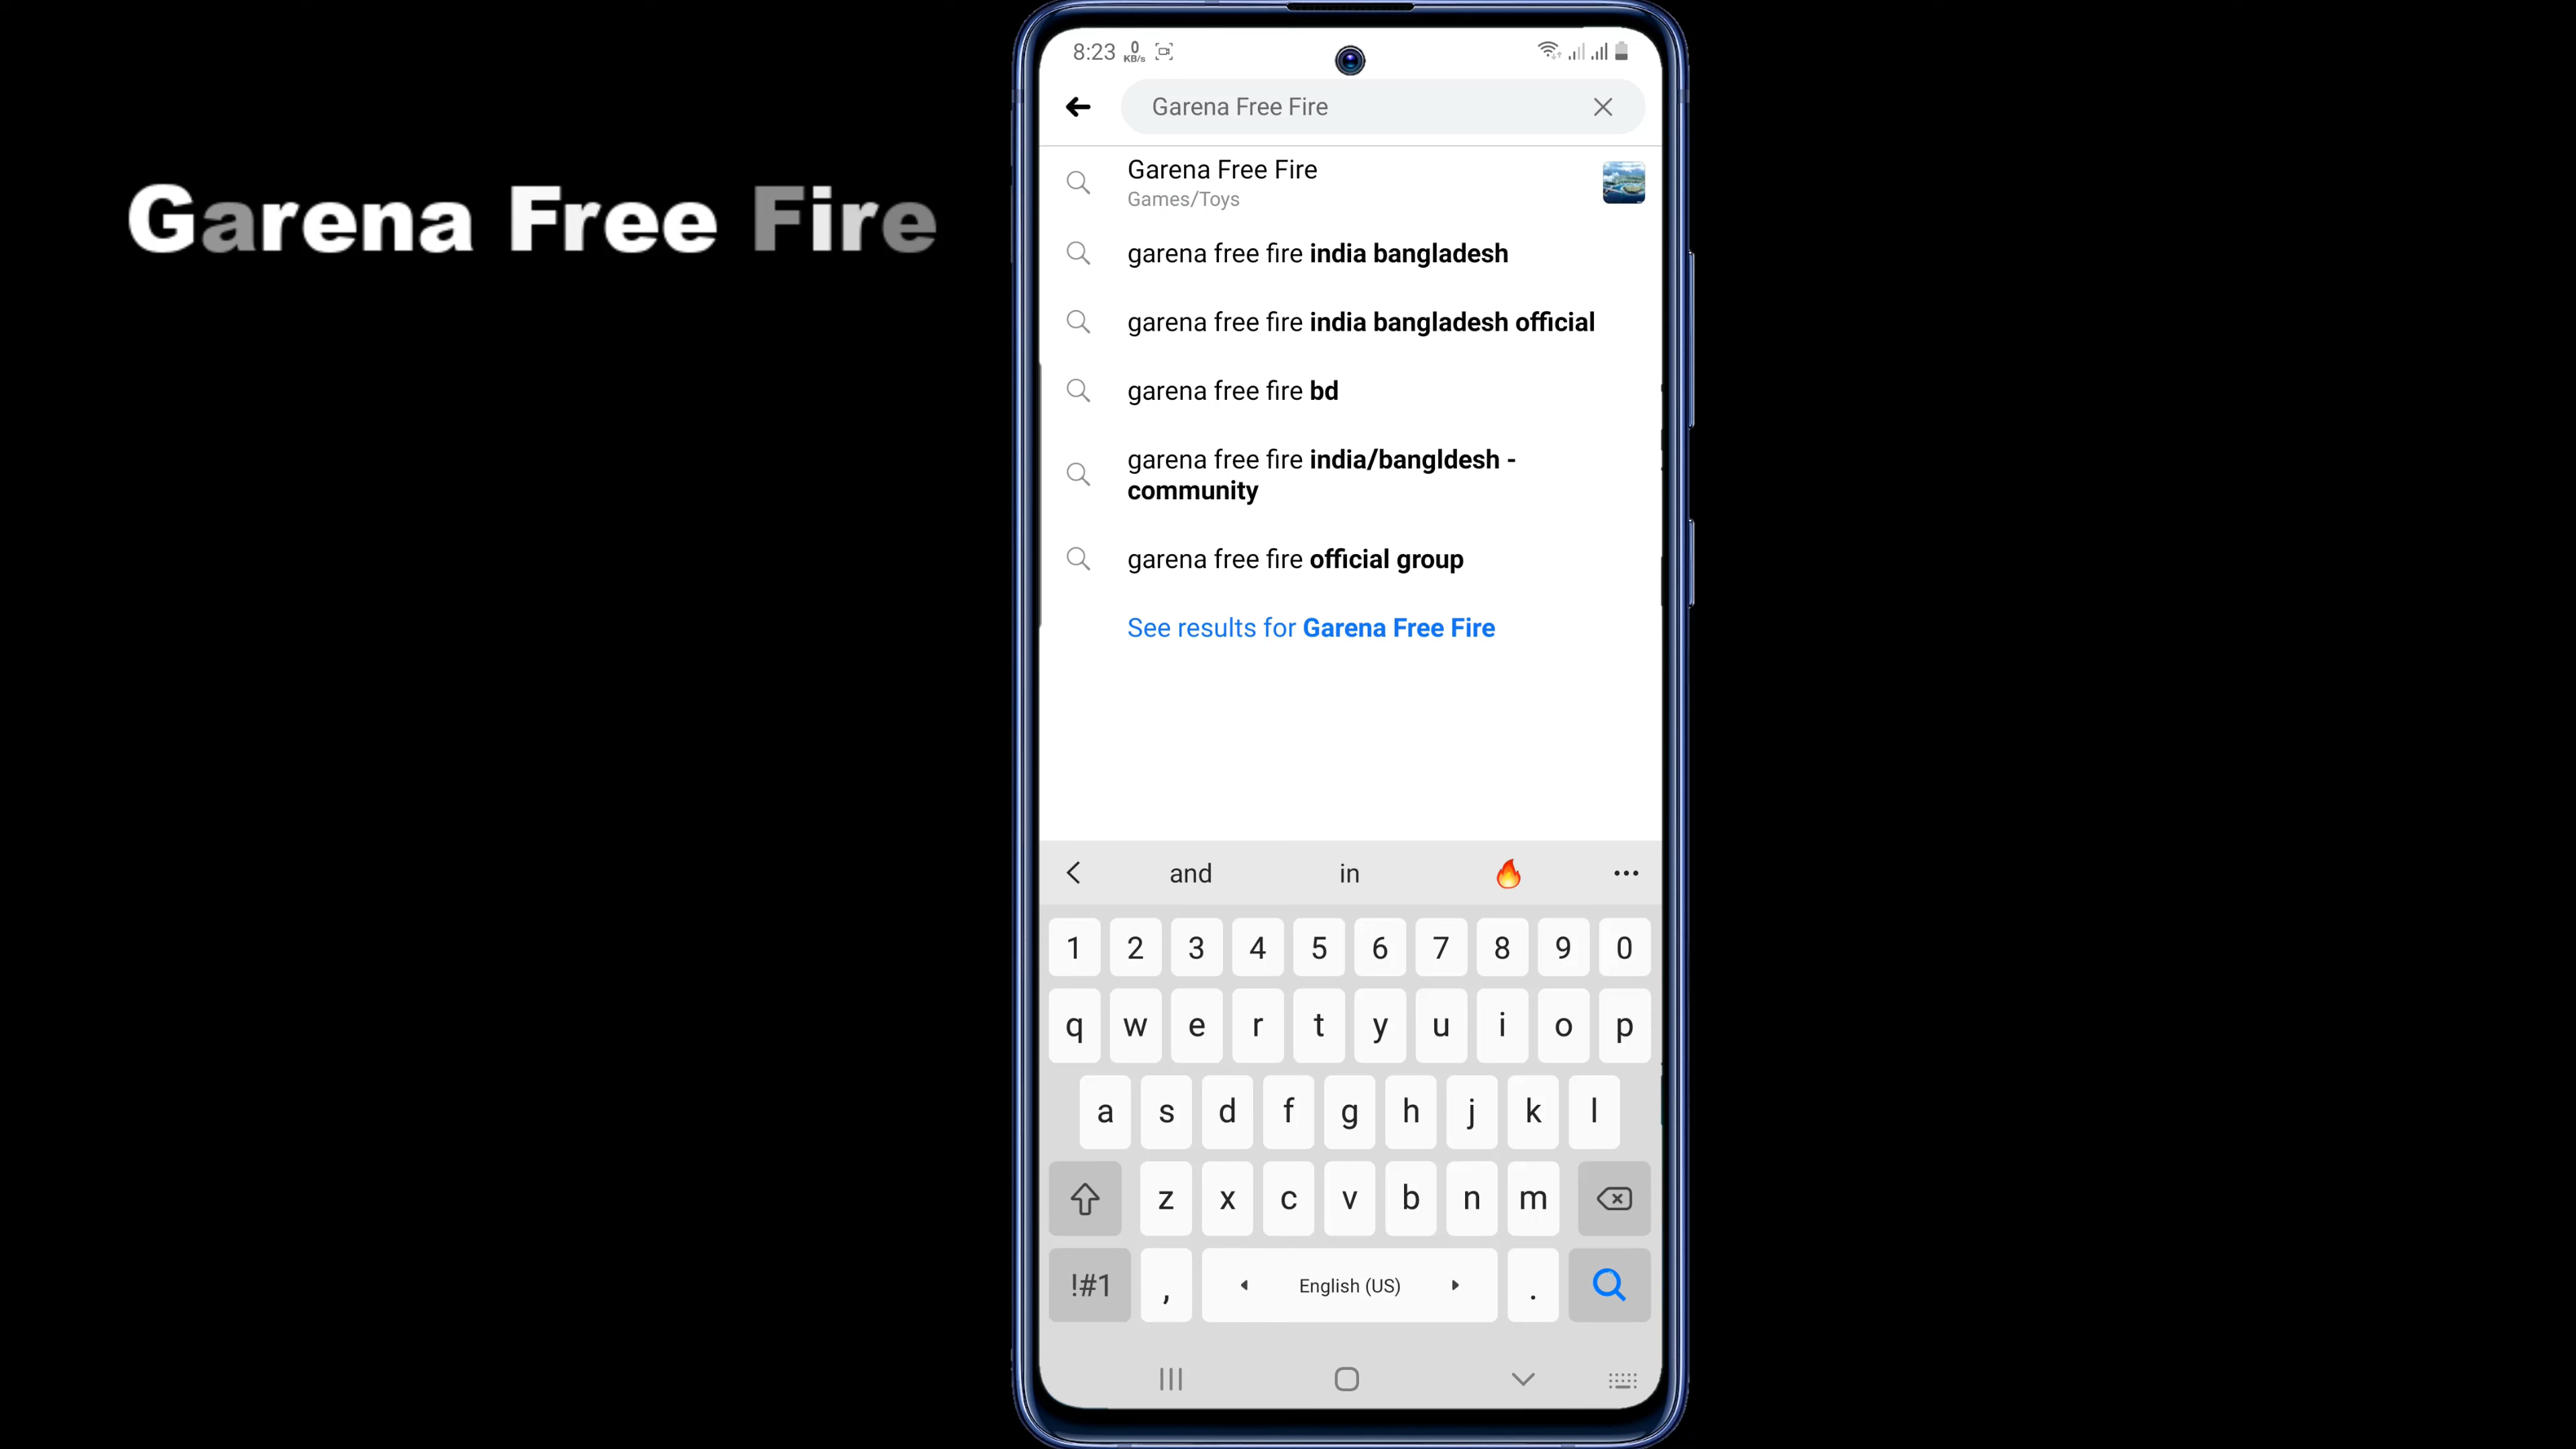 Garena Free Fire
8:23 0 KB/s
Garena Free Fire
Garena Free Fire
Games/Toys
garena free fire india bangladesh
garena free fire india bangladesh official
garena free fire bd
garena free fire india/bangldesh -
community
garena free fire official group
See results for Garena Free Fire
and in
1 2 3 4 5 6 7 8 9 0
q w e r t y u i o p
a s d f g h j k l
z x c v b n m
!#1 , English (US) .